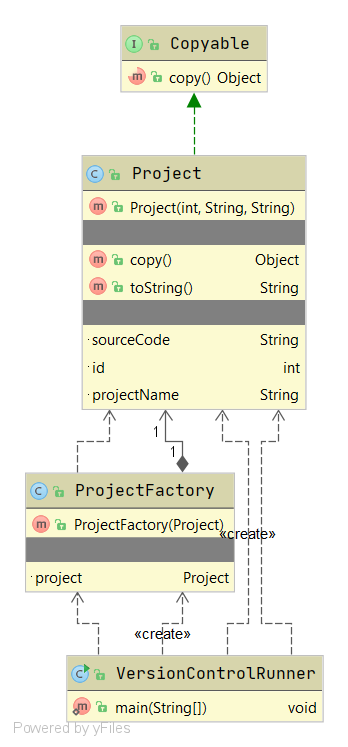 I Copyable
m copy() Object
C Project
m Project(int, String, String)
m copy() Object
m toString() String
sourceCode String
id int
projectName String
1
1
C ProjectFactory
m ProjectFactory(Project)
«create»
project Project
«create»
C VersionControlRunner
m main(String[]) void
Powered by yFiles